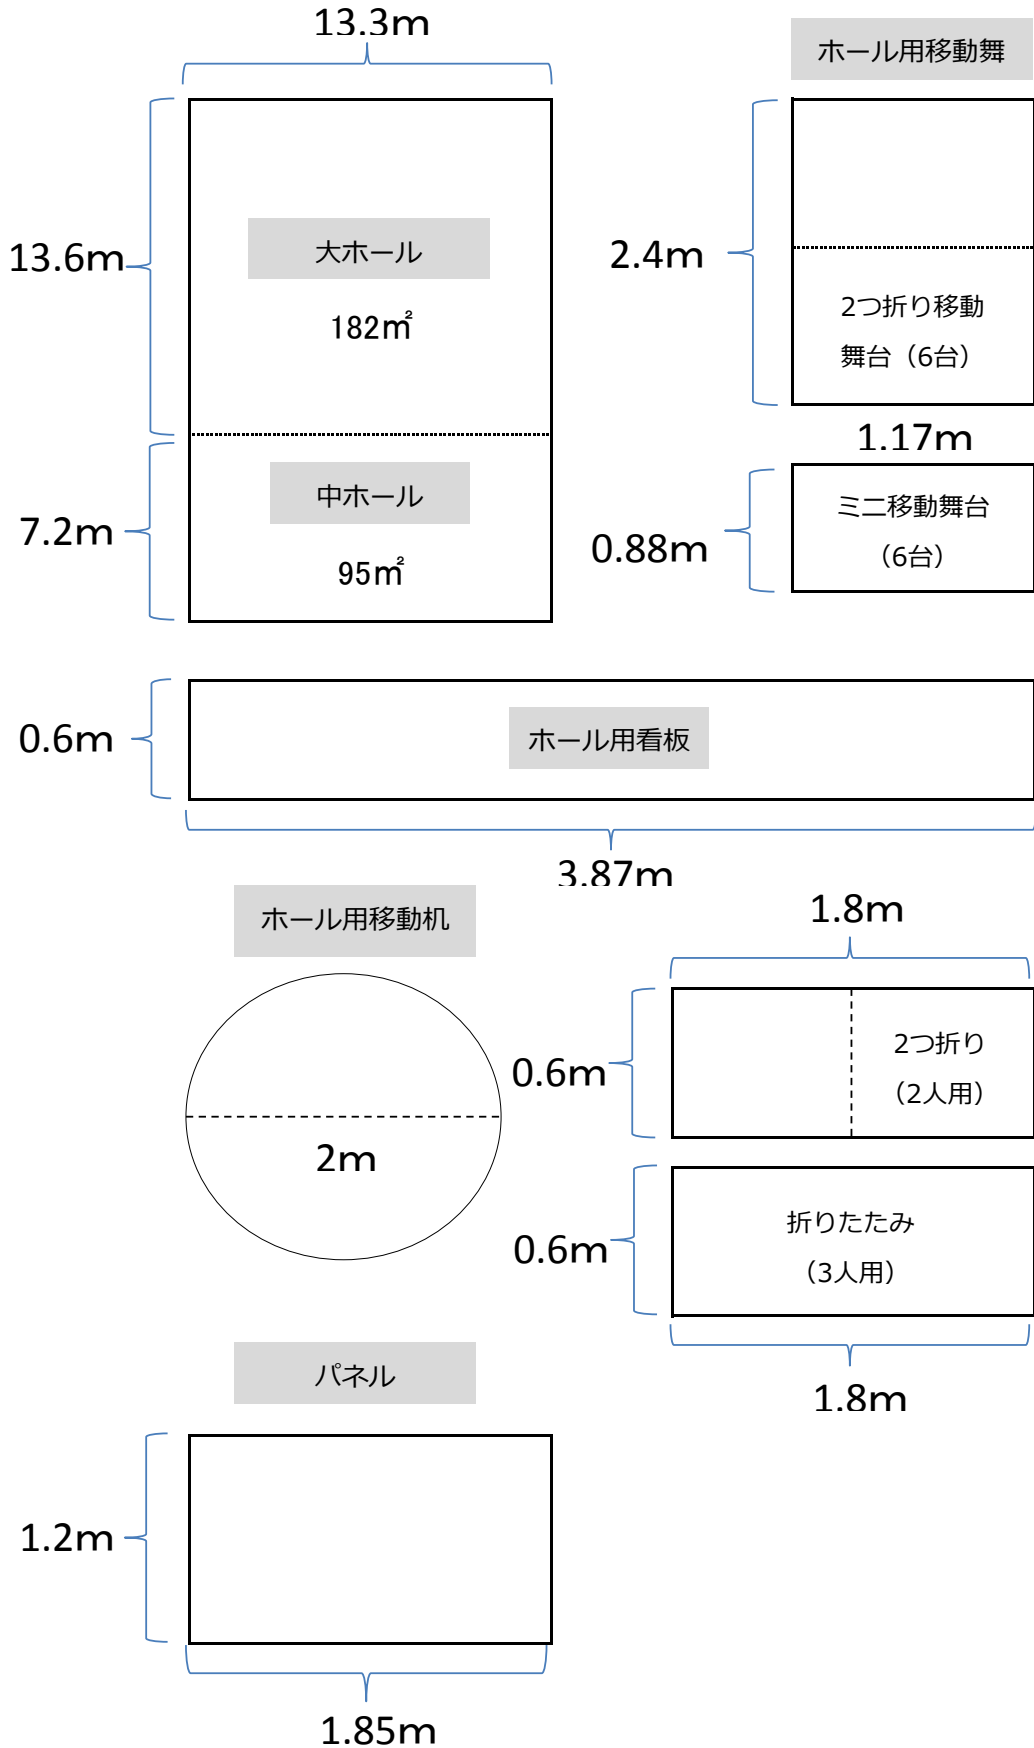 13.3m
ホール用移動舞
13.6m
大ホール
182㎡
2.4m
2つ折り移動
舞台（6台）
1.17m
7.2m
中ホール
95㎡
0.88m
ミニ移動舞台
（6台）
0.6m
ホール用看板
3.87m
ホール用移動机
2m
1.8m
0.6m
2つ折り
（2人用）
0.6m
折りたたみ
（3人用）
1.8m
パネル
1.2m
1.85m